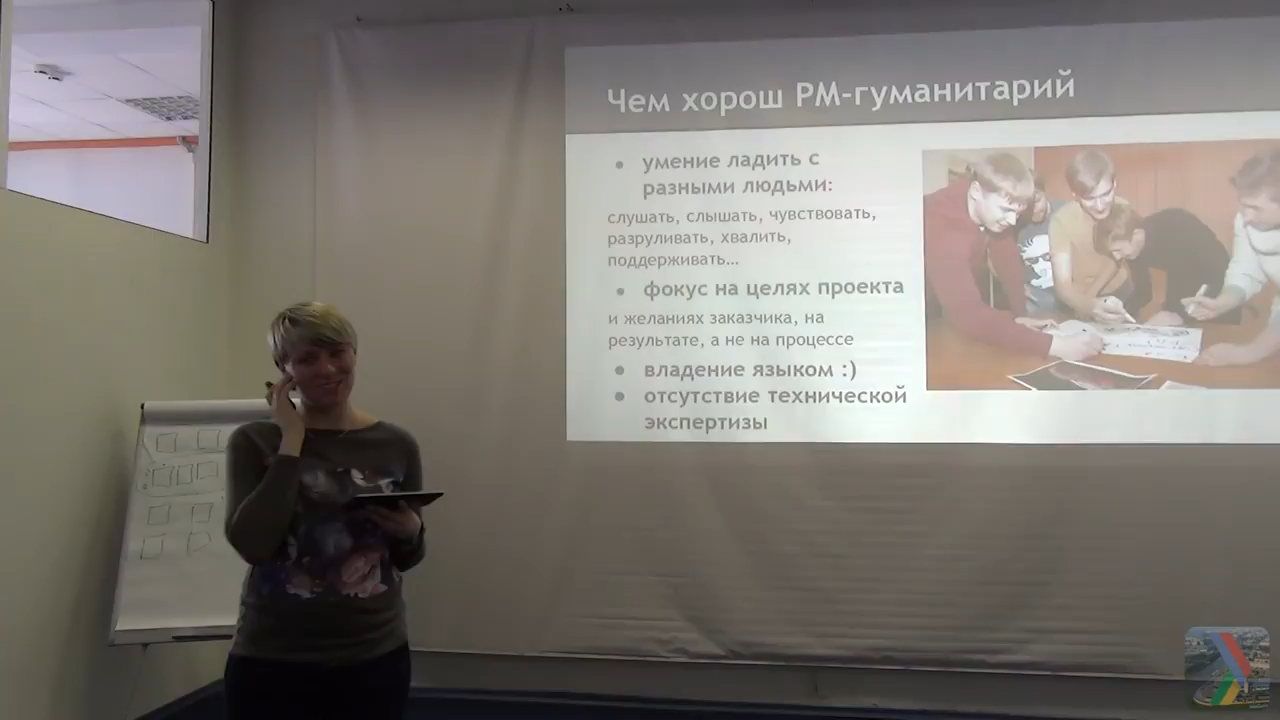 Чем хорош РМ-гуманитарий
• умение ладить с
разными людьми:
слушать, слышать, чувствовать,
разруливать, хвалить,
поддерживать...
• фокус на целях проекта
и желаниях заказчика, на
результате, а не на процессе
• владение языком :)
• отсутствие технической
экспертизы